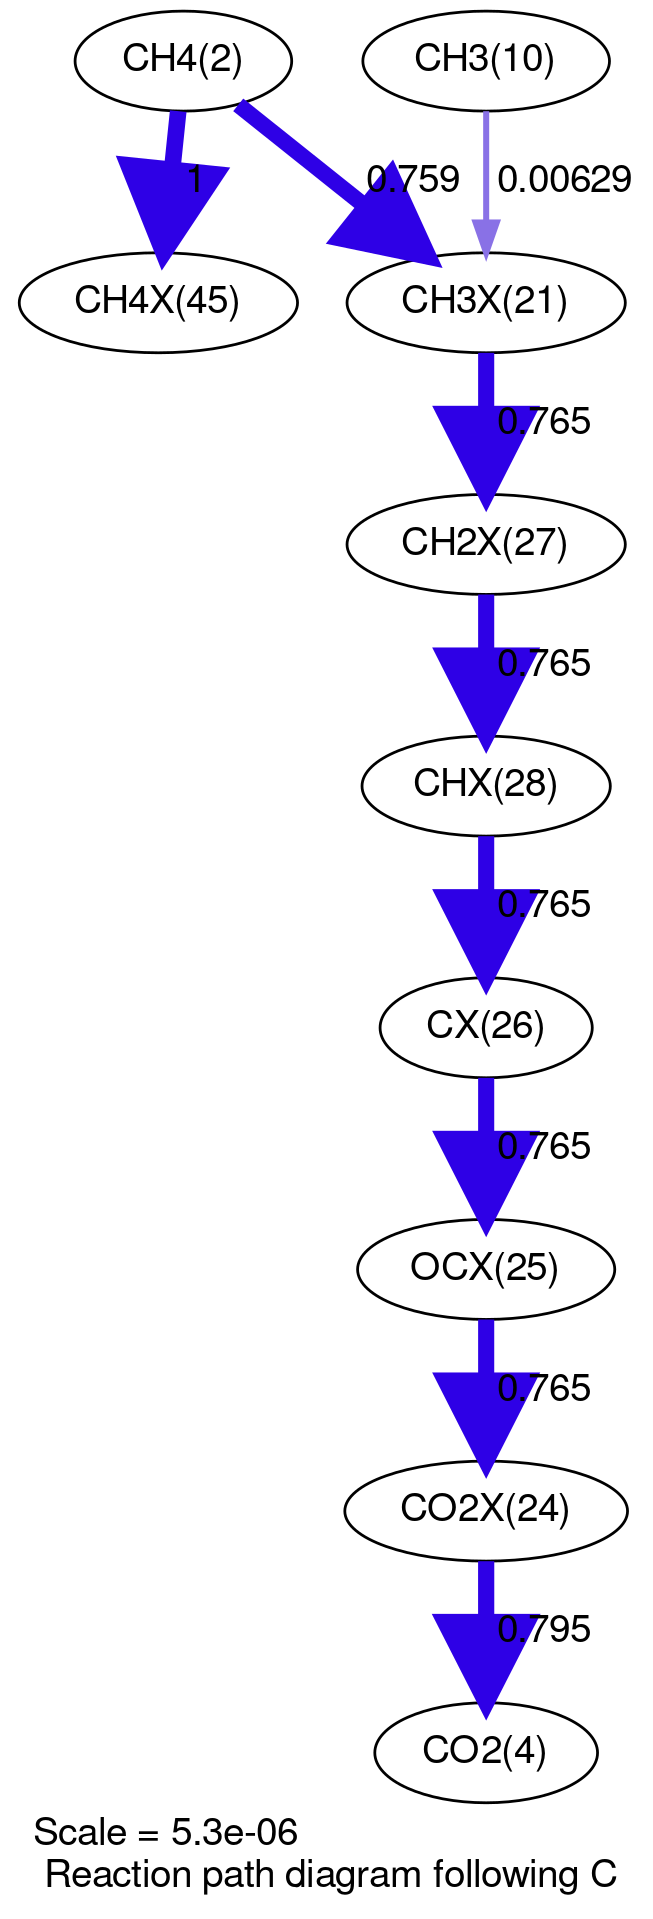 CH4(2)
CH3(10)
1
0.759
0.00629
CH4X(45)
CH3X(21)
0.765
CH2X(27)
0.765
CHX(28)
0.765
CX(26)
0.765
OCX(25)
0.765
CO2X(24)
0.795
CO2(4)
Scale = 5.3e-06
Reaction path diagram following C